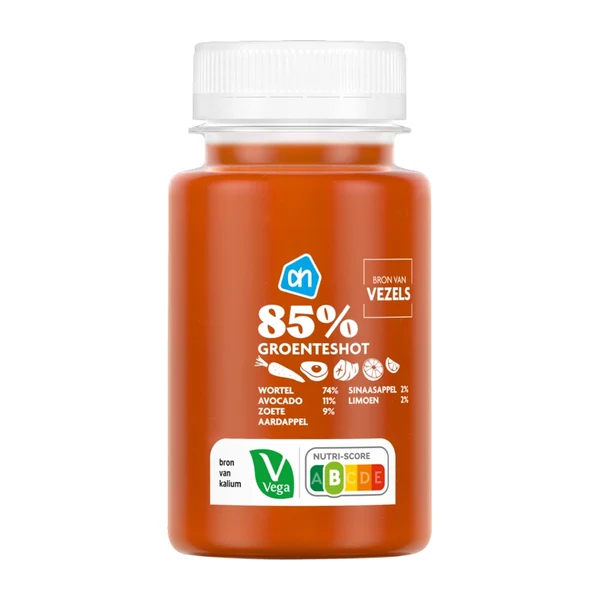 ah
BRON VAN
VEZELS
85%
GROENTESHOT
WORTEL 74% SINAASAPPEL 2%
AVOCADO 11% LIMOEN 2%
ZOETE 9%
AARDAPPEL
bron
van
kalium
V
Vega
NUTRI-SCORE
A B C D E